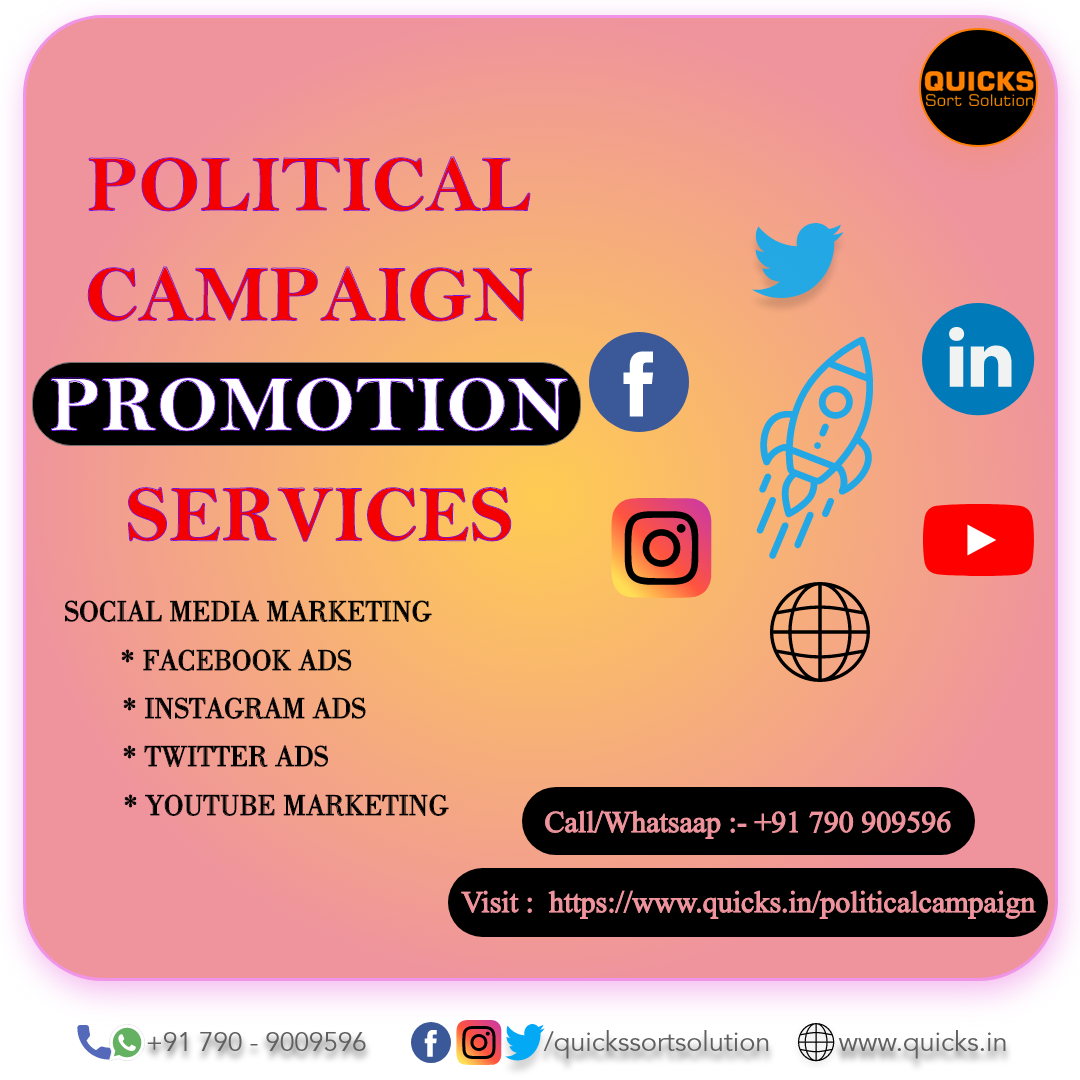 QUICKS
Sort Solution
POLITICAL
CAMPAIGN
PROMOTION
SERVICES
SOCIAL MEDIA MARKETING
* FACEBOOK ADS
* INSTAGRAM ADS
* TWITTER ADS
* YOUTUBE MARKETING
Call/Whatsaap :- +91 790 909596
Visit : https://www.quicks.in/politicalcampaign
+91 790 - 9009596 /quickssortsolution www.quicks.in